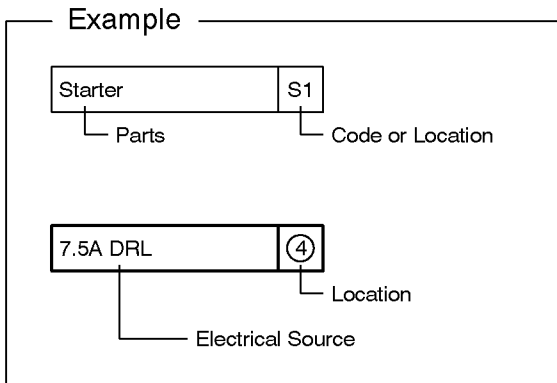 Example
Starter S1
Parts Code or Location
7.5A DRL 4
Location
Electrical Source